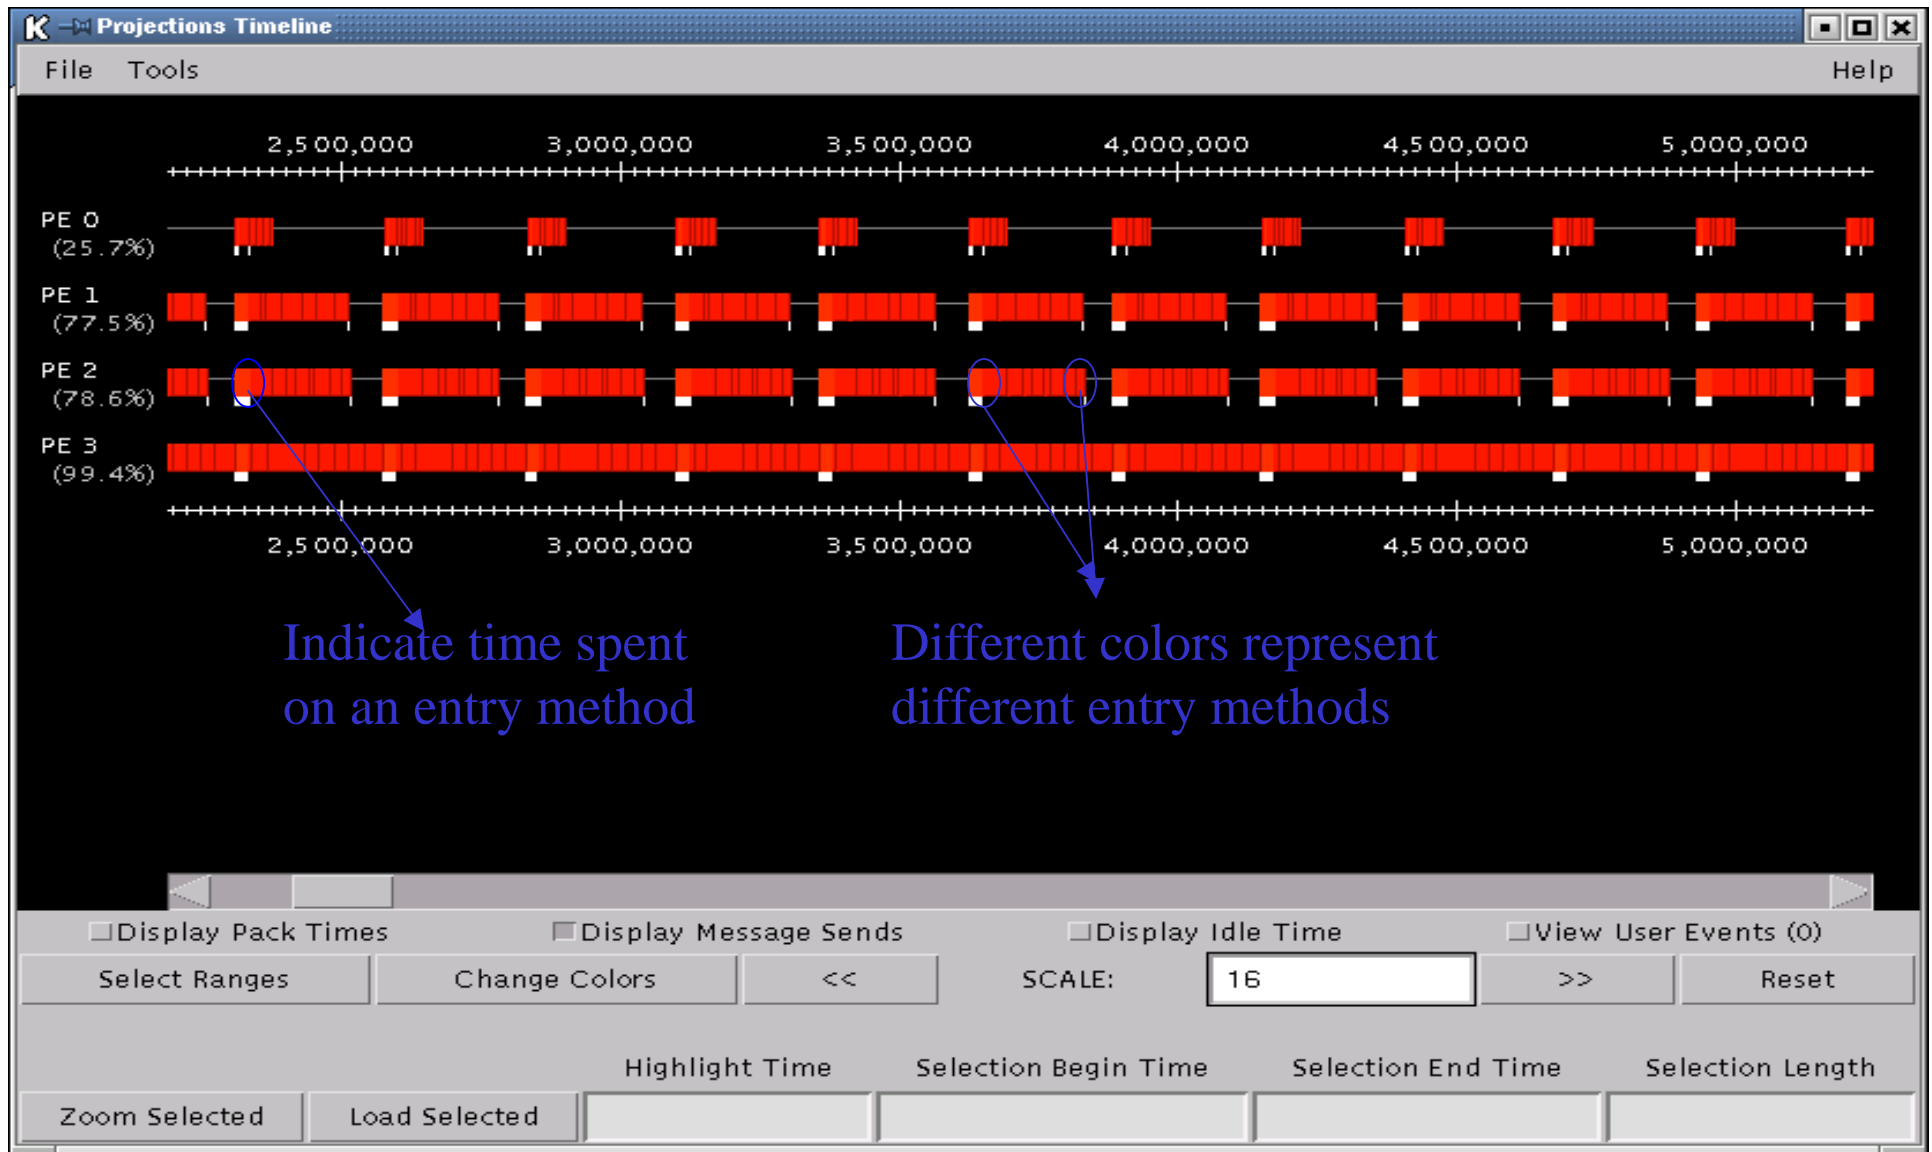 Projections Timeline
File Tools Help
2,500,000 3,000,000 3,500,000 4,000,000 4,500,000 5,000,000
PE 0
(25.7%)
PE 1
(77.5%)
PE 2
(78.6%)
PE 3
(99.4%)
2,500,000 3,000,000 3,500,000 4,000,000 4,500,000 5,000,000
Indicate time spent
on an entry method
Different colors represent
different entry methods
Display Pack Times Display Message Sends Display Idle Time View User Events (0)
Select Ranges Change Colors << SCALE: 16 >> Reset
Highlight Time Selection Begin Time Selection End Time Selection Length
Zoom Selected Load Selected